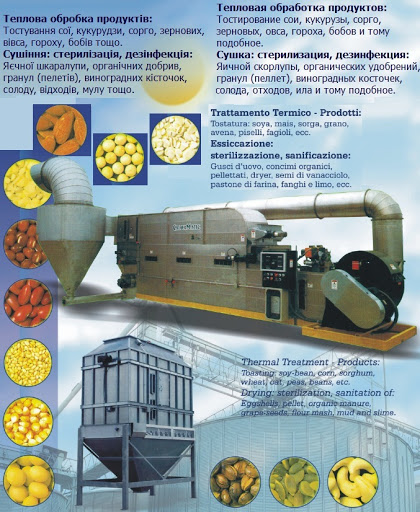 Теплова обробка продуктів:
Тостування сої, кукурудзи, сорго, зернових,
вівса, гороху, бобів тощо.
Сушіння: стерилізація, дезінфекція:
Яєчної шкаралупи, органічних добрив,
гранул (пелетів), виноградних кісточок,
солоду, відходів, мулу тощо.
Тепловая обработка продуктов:
Тостирование сои, кукурузы, сорго,
зерновых, овса, гороха, бобов и тому
подобное.
Сушка: стерилизация, дезинфекция:
Яичной скорлупы, органических удобрений,
гранул (пеллет), виноградных косточек,
солода, отходов, ила и тому подобное.
Trattamento Termico - Prodotti:
Tostatura: soya, mais, sorga, grano,
avena, piselli, fagioli, ecc.
Essiccazione:
sterilizzazione, sanificazione:
Gusci d'uovo, concimi organici,
pellettati, dryer, semi di vanacciolo,
pastone di farina, fanghi e limo, ecc.
Thermal Treatment - Products:
Toasting: soy-bean, corn, sorghum,
wheat, oat, peas, beans, etc.
Drying: sterilization, sanitation of:
Eggshells, pellet, organic manure,
grape seeds, flour mash, mud and slime.